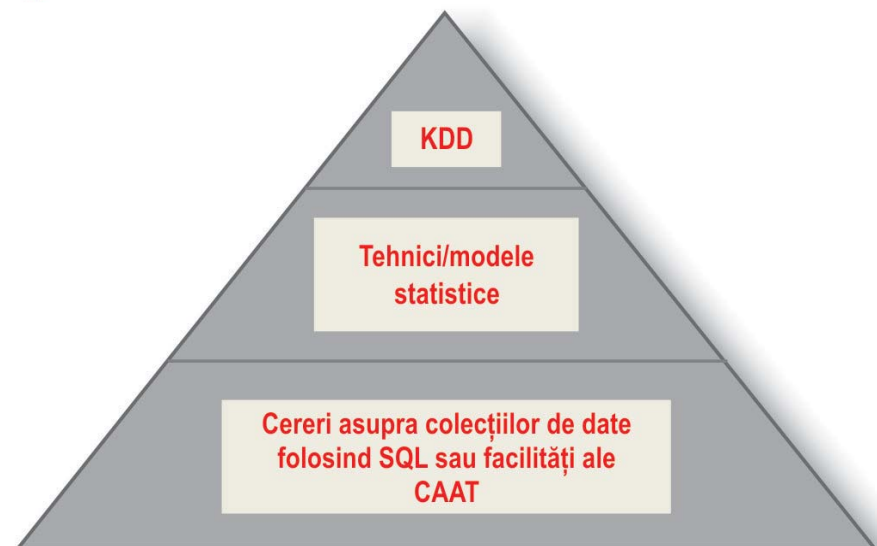 KDD
Tehnici/modele
statistice
Cereri asupra colecțiilor de date
folosind SQL sau facilități ale
CAAT